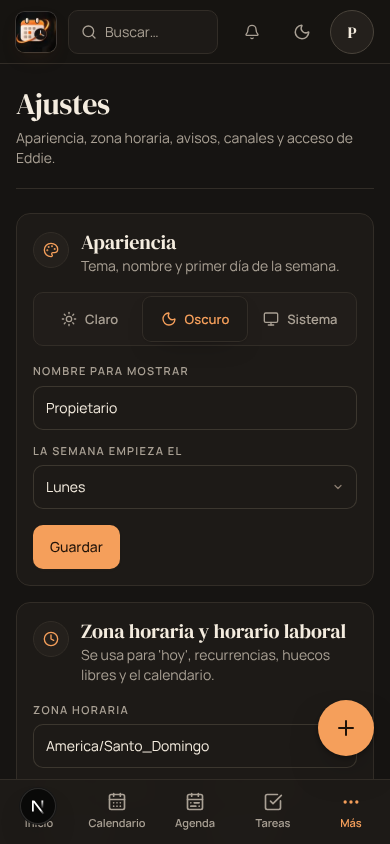 Buscar...
P
Ajustes
Apariencia, zona horaria, avisos, canales y acceso de
Eddie.
Apariencia
Tema, nombre y primer día de la semana.
Claro
Oscuro
Sistema
NOMBRE PARA MOSTRAR
Propietario
LA SEMANA EMPIEZA EL
Lunes
Guardar
Zona horaria y horario laboral
Se usa para 'hoy', recurrencias, huecos
libres y el calendario.
ZONA HORARIA
America/Santo_Domingo
N
Inicio
Calendario
Agenda
Tareas
Más